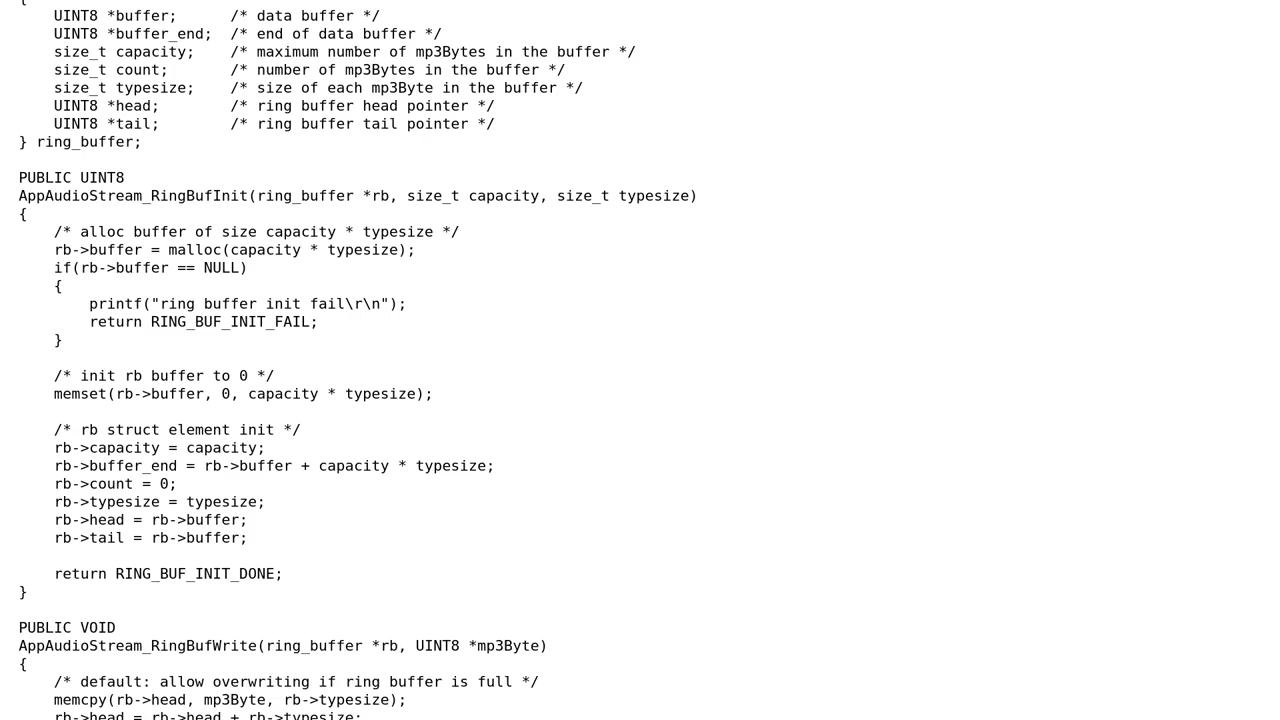 {
    UINT8 *buffer;      /* data buffer */
    UINT8 *buffer_end;  /* end of data buffer */
    size_t capacity;    /* maximum number of mp3Bytes in the buffer */
    size_t count;       /* number of mp3Bytes in the buffer */
    size_t typesize;    /* size of each mp3Byte in the buffer */
    UINT8 *head;        /* ring buffer head pointer */
    UINT8 *tail;        /* ring buffer tail pointer */
} ring_buffer;

PUBLIC UINT8
AppAudioStream_RingBufInit(ring_buffer *rb, size_t capacity, size_t typesize)
{
    /* alloc buffer of size capacity * typesize */
    rb->buffer = malloc(capacity * typesize);
    if(rb->buffer == NULL)
    {
        printf("ring buffer init fail\r\n");
        return RING_BUF_INIT_FAIL;
    }

    /* init rb buffer to 0 */
    memset(rb->buffer, 0, capacity * typesize);

    /* rb struct element init */
    rb->capacity = capacity;
    rb->buffer_end = rb->buffer + capacity * typesize;
    rb->count = 0;
    rb->typesize = typesize;
    rb->head = rb->buffer;
    rb->tail = rb->buffer;

    return RING_BUF_INIT_DONE;
}

PUBLIC VOID
AppAudioStream_RingBufWrite(ring_buffer *rb, UINT8 *mp3Byte)
{
    /* default: allow overwriting if ring buffer is full */
    memcpy(rb->head, mp3Byte, rb->typesize);
    rb->head = rb->head + rb->typesize;